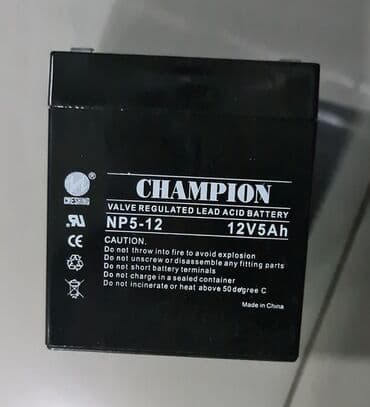 CHAMPION
VALVE REGULATED LEAD ACID BATTERY
NP5-12 12V5Ah
CAUTION.
Do not throw into fire to avoid explosion
Do not unscrew or disassemble any fitting parts
Do not short battery terminals
Do not charge in a sealed container
Do not incinerate or heat above 50 degree C
Made in China